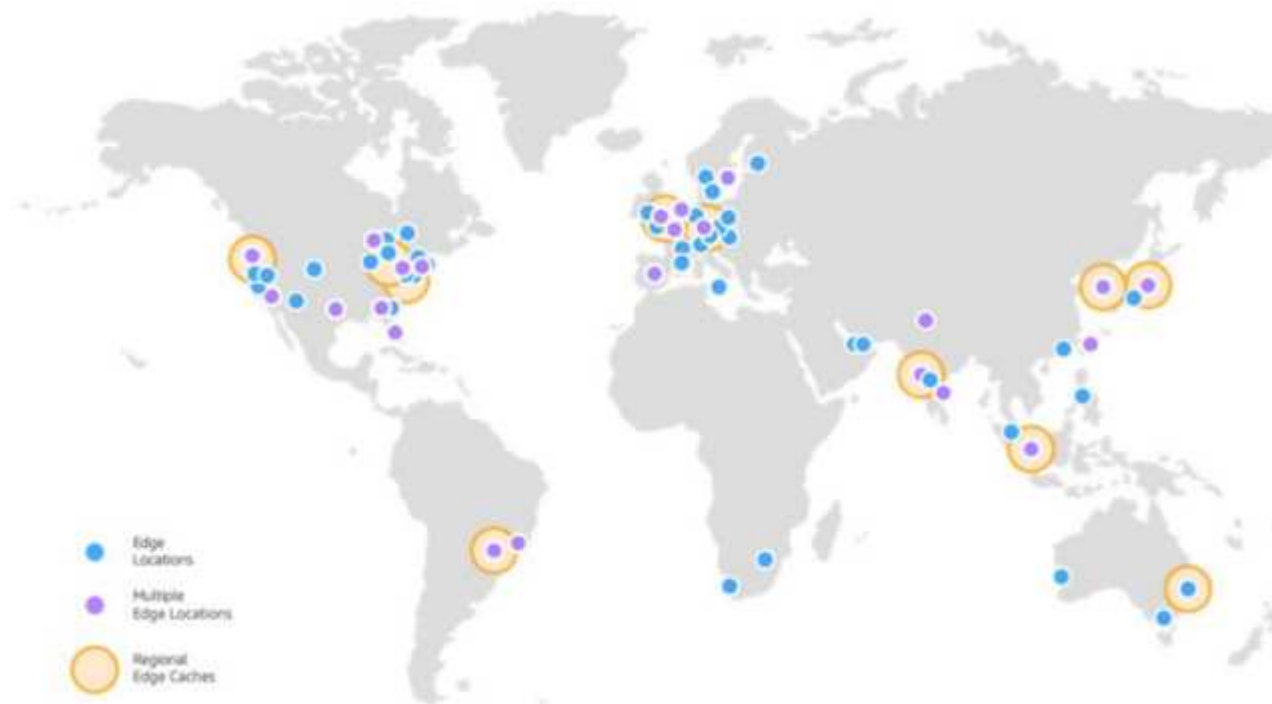 Edge
Locations
Multiple
Edge Locations
Regional
Edge Caches